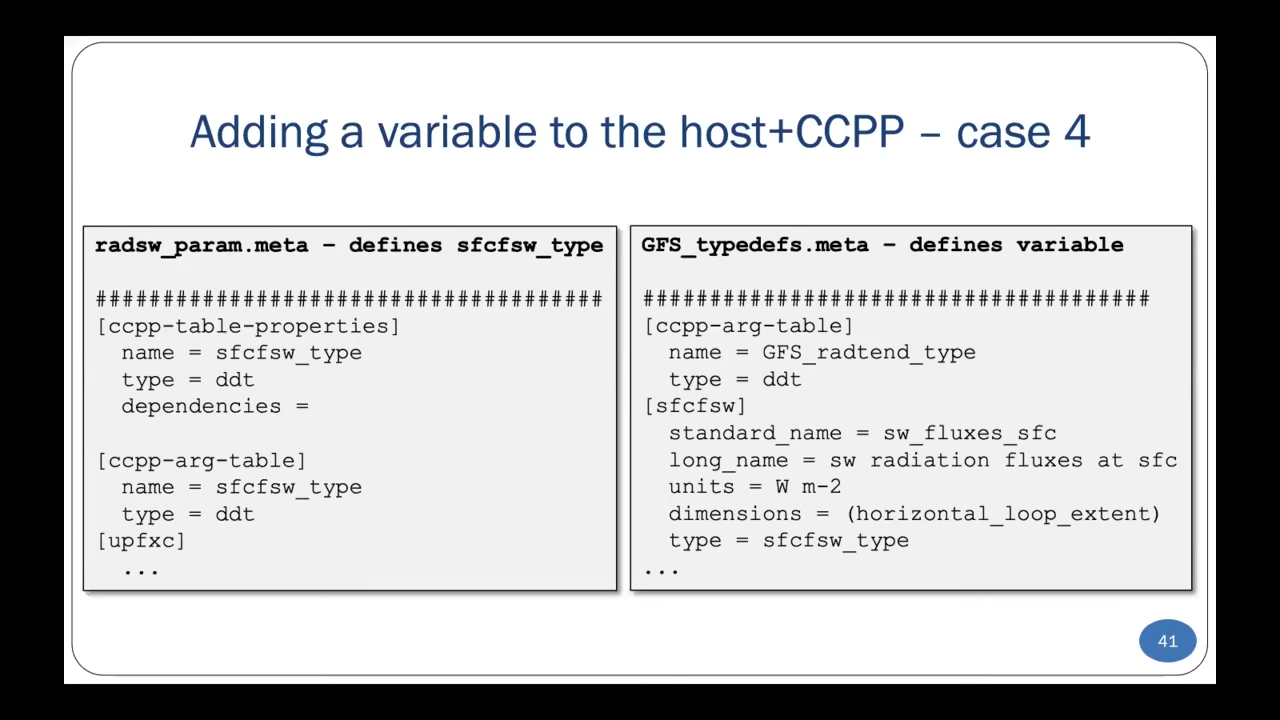 Adding a variable to the host+CCPP – case 4
radsw_param.meta – defines sfcfsw_type
######################################
[ccpp-table-properties]
name = sfcfsw_type
type = ddt
dependencies =
[ccpp-arg-table]
name = sfcfsw_type
type = ddt
[upfxc]
...
GFS_typedefs.meta – defines variable
######################################
[ccpp-arg-table]
name = GFS_radtend_type
type = ddt
[sfcfsw]
standard_name = sw_fluxes_sfc
long_name = sw radiation fluxes at sfc
units = W m-2
dimensions = (horizontal_loop_extent)
type = sfcfsw_type
...
41